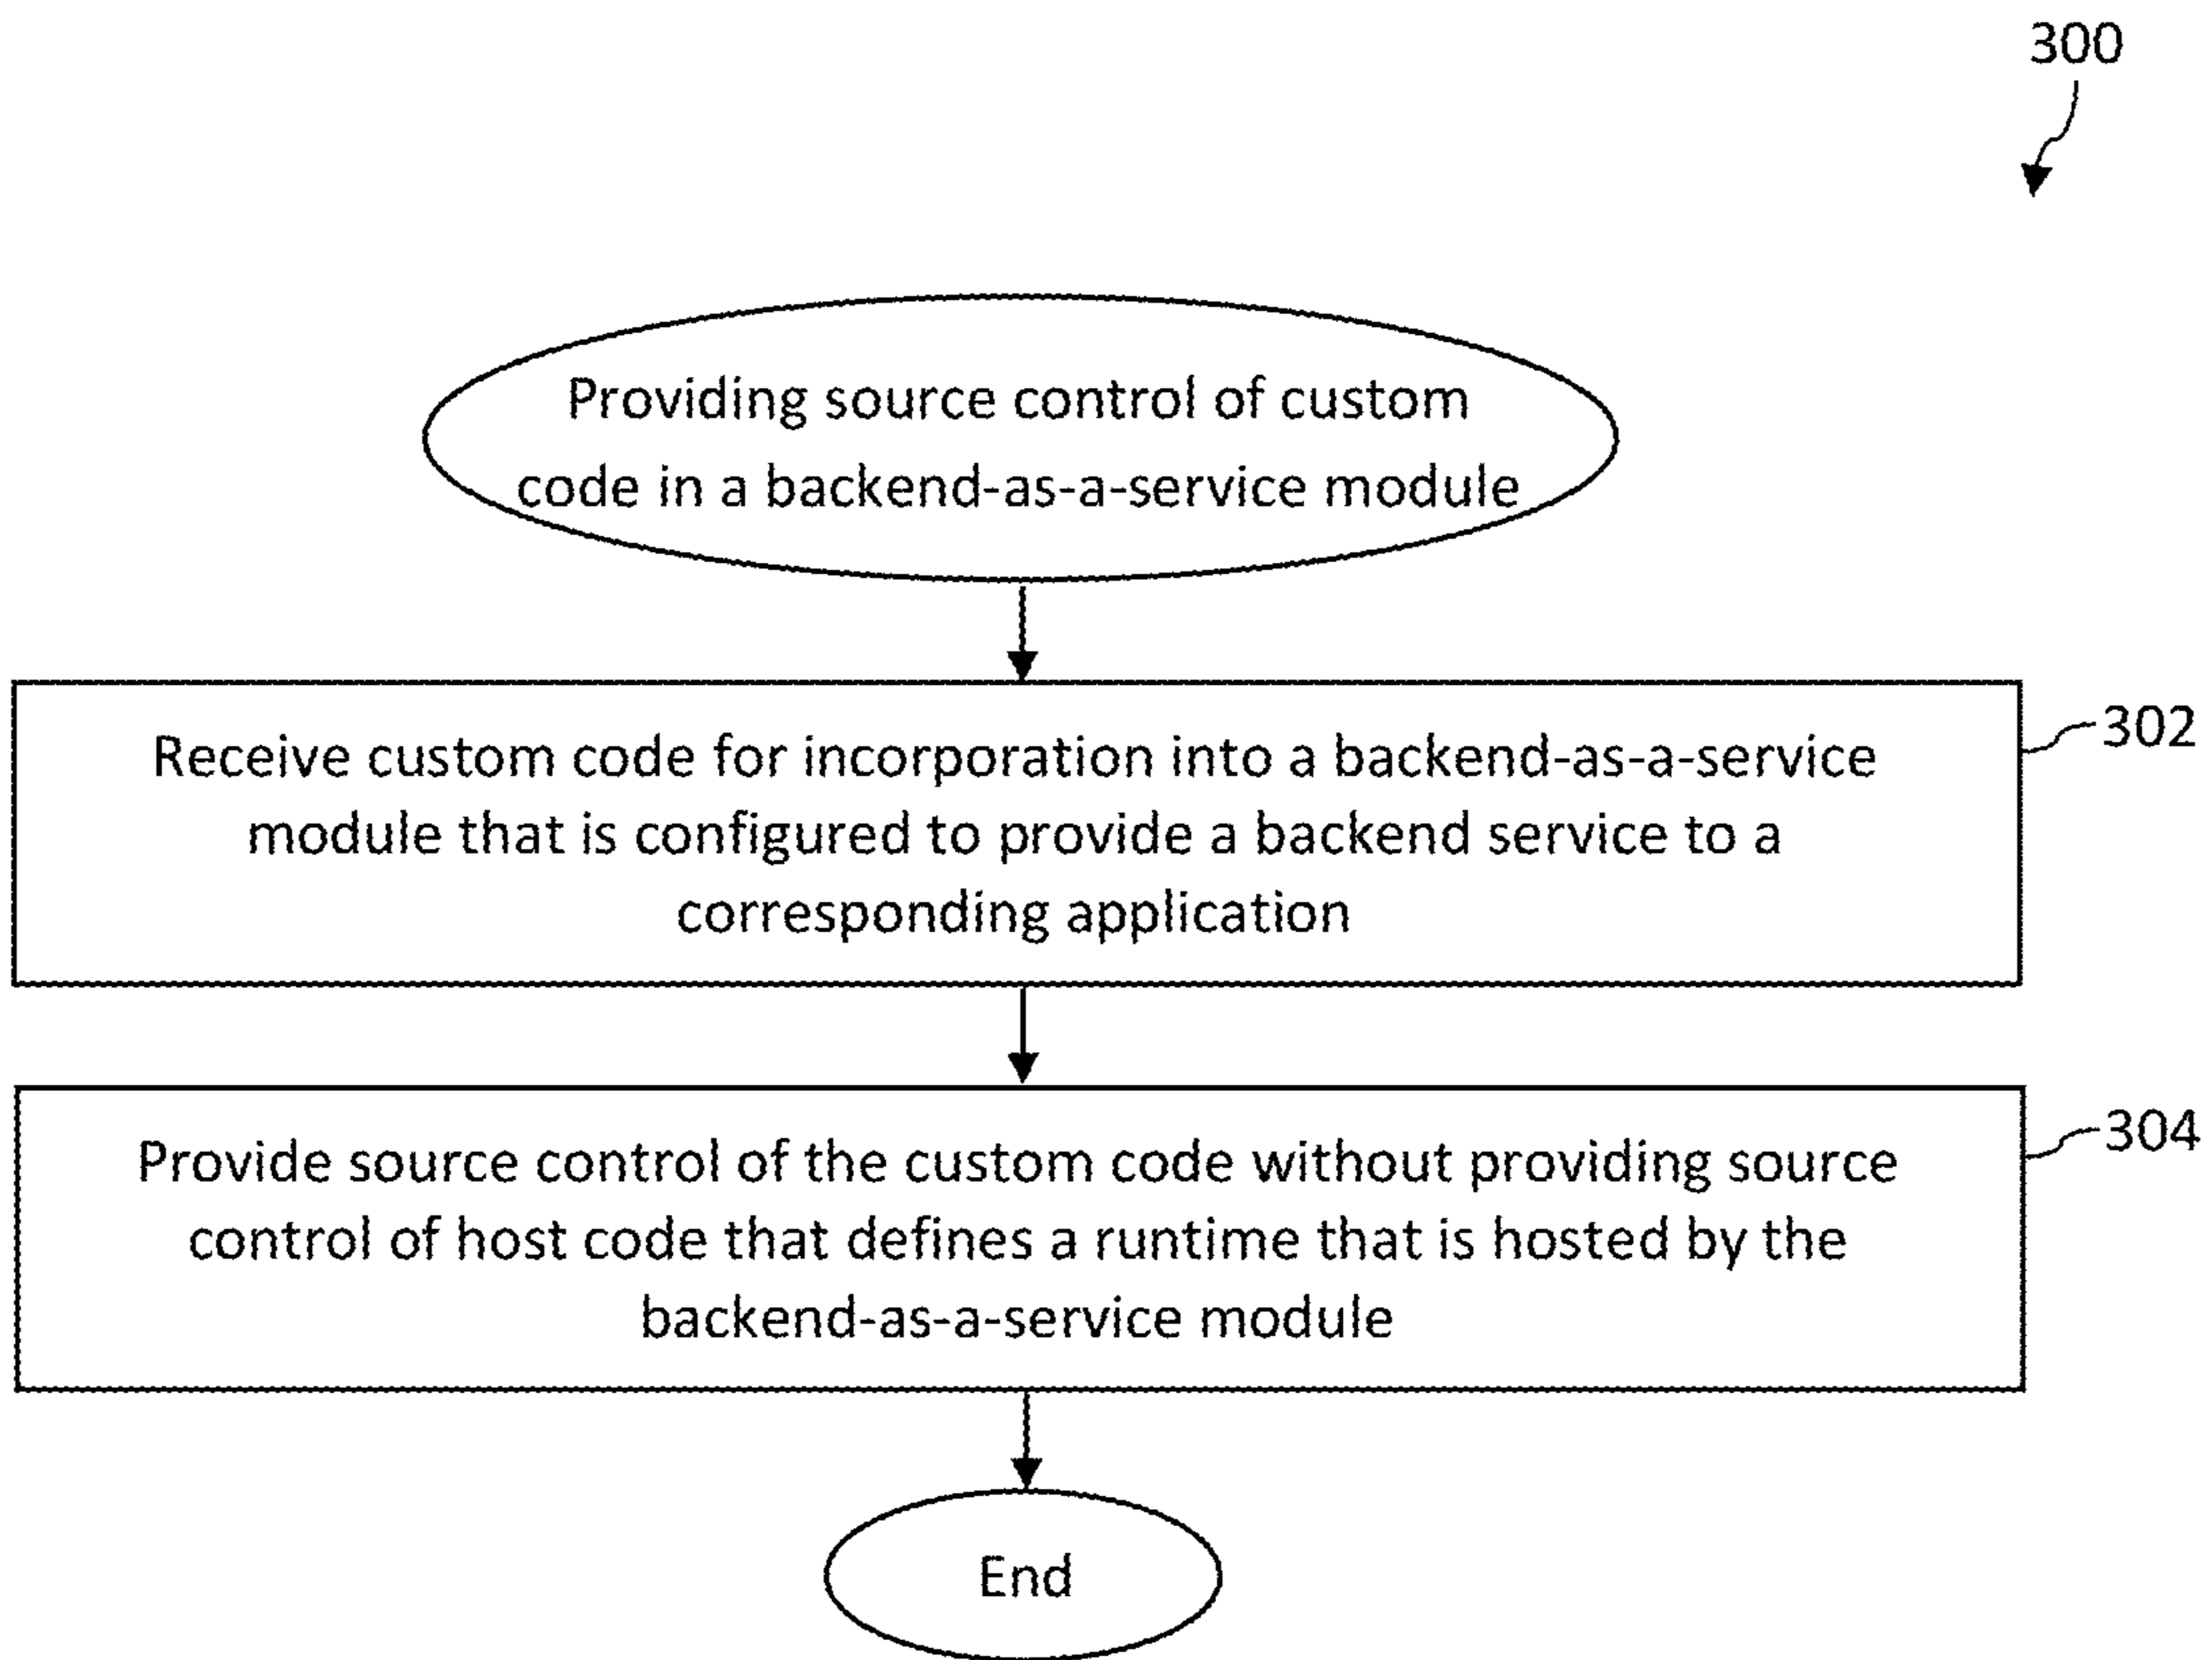 300
Providing source control of custom
code in a backend-as-a-service module
Receive custom code for incorporation into a backend-as-a-service
module that is configured to provide a backend service to a
corresponding application
302
Provide source control of the custom code without providing source
control of host code that defines a runtime that is hosted by the
backend-as-a-service module
304
End